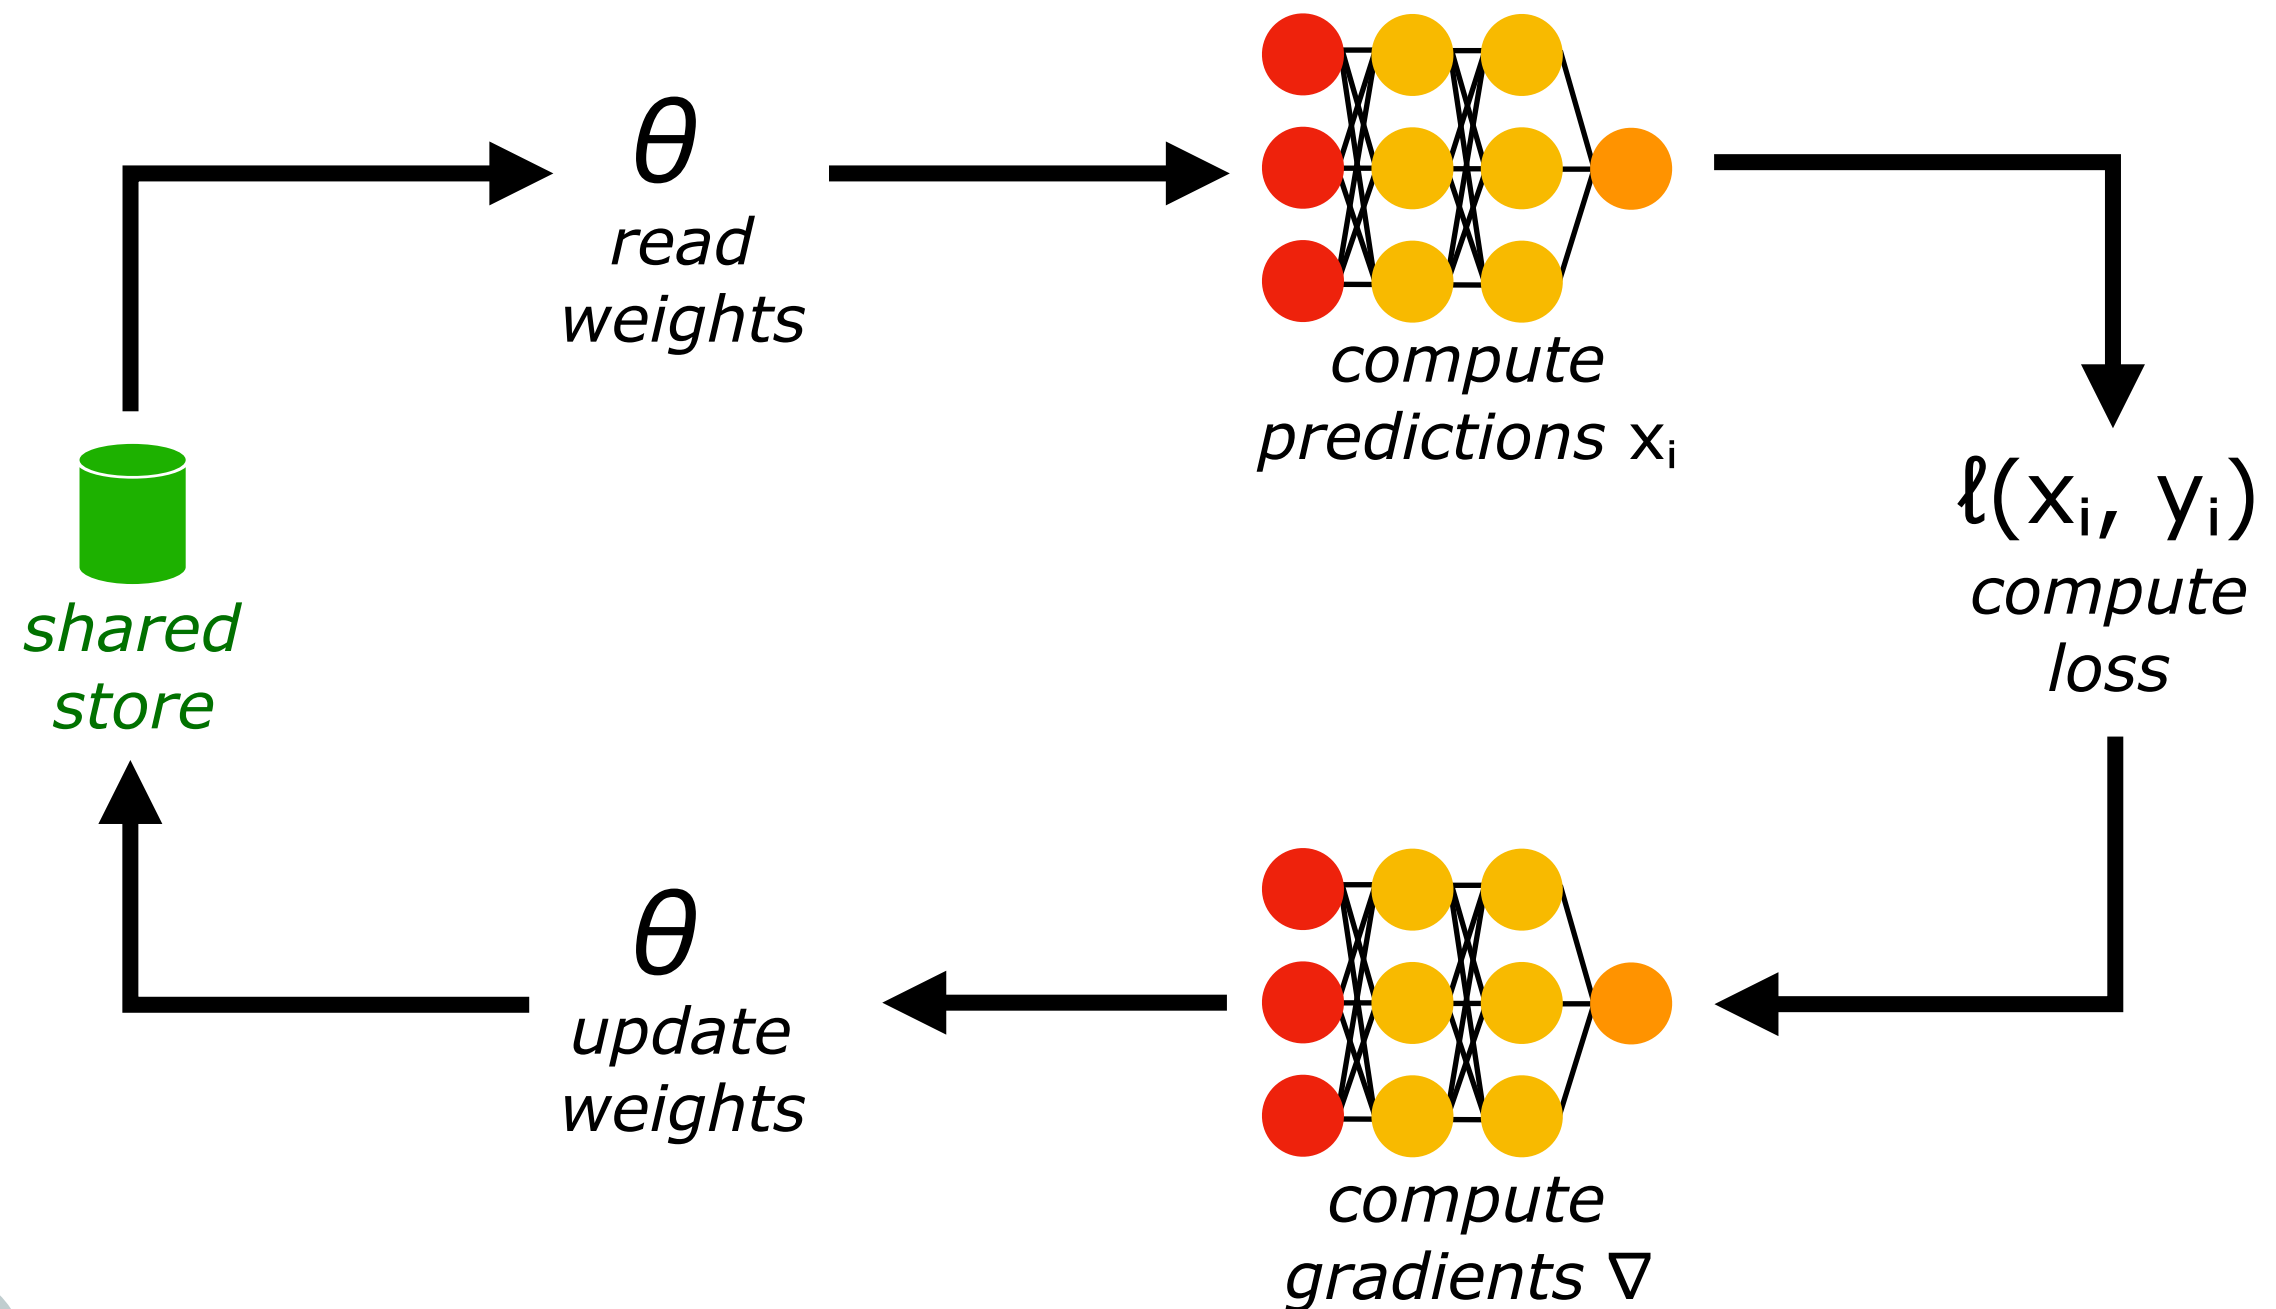 θ
read
weights
compute
predictions xᵢ
ℓ(xᵢ, yᵢ)
compute
loss
shared
store
θ
update
weights
compute
gradients ∇